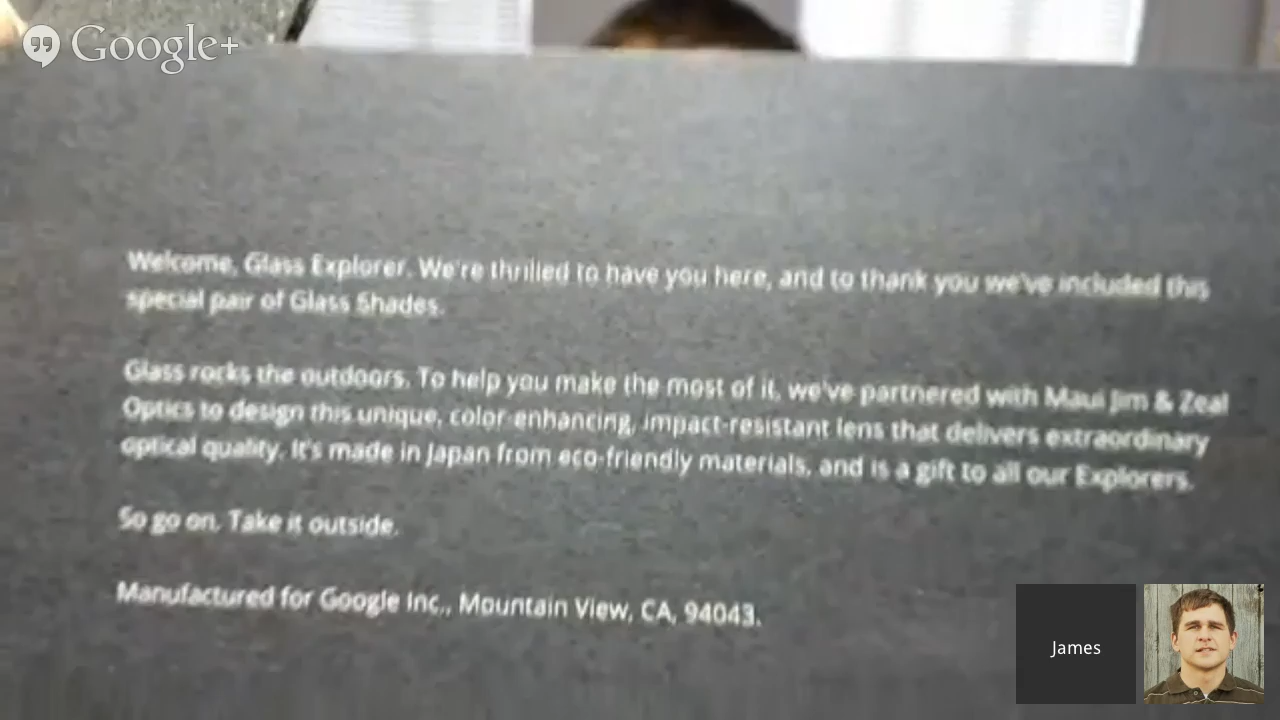 Google+
Welcome, Glass Explorer. We're thrilled to have you here, and to thank you we've included this
special pair of Glass Shades.
Glass rocks the outdoors. To help you make the most of it, we've partnered with Maui Jim & Zeal
Optics to design this unique, color-enhancing, impact-resistant lens that delivers extraordinary
optical quality. It's made in Japan from eco-friendly materials, and is a gift to all our Explorers.
So go on. Take it outside.
Manufactured for Google Inc., Mountain View, CA, 94043.
James